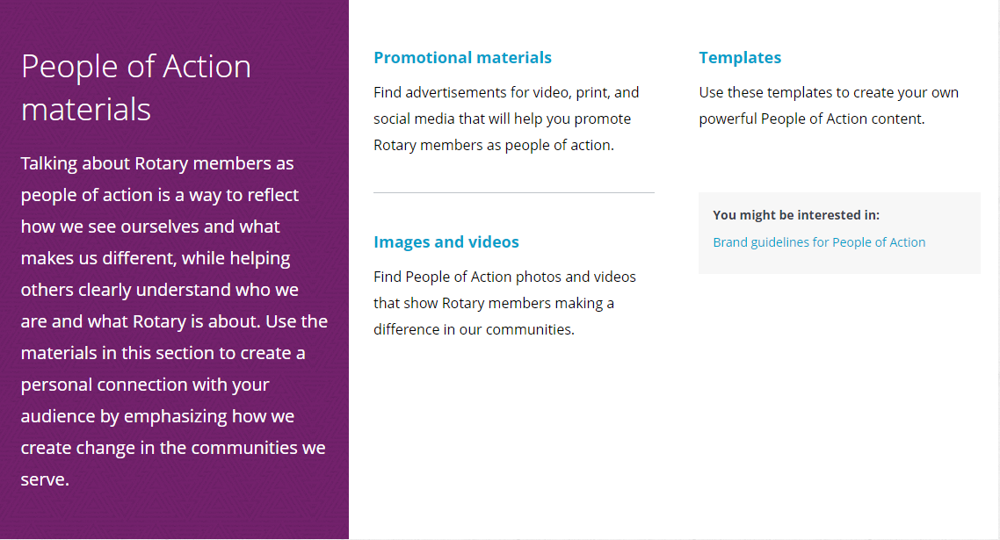 People of Action
materials
Talking about Rotary members as
people of action is a way to reflect
how we see ourselves and what
makes us different, while helping
others clearly understand who we
are and what Rotary is about. Use the
materials in this section to create a
personal connection with your
audience by emphasizing how we
create change in the communities we
serve.
Promotional materials
Find advertisements for video, print, and
social media that will help you promote
Rotary members as people of action.
Images and videos
Find People of Action photos and videos
that show Rotary members making a
difference in our communities.
Templates
Use these templates to create your own
powerful People of Action content.
You might be interested in:
Brand guidelines for People of Action